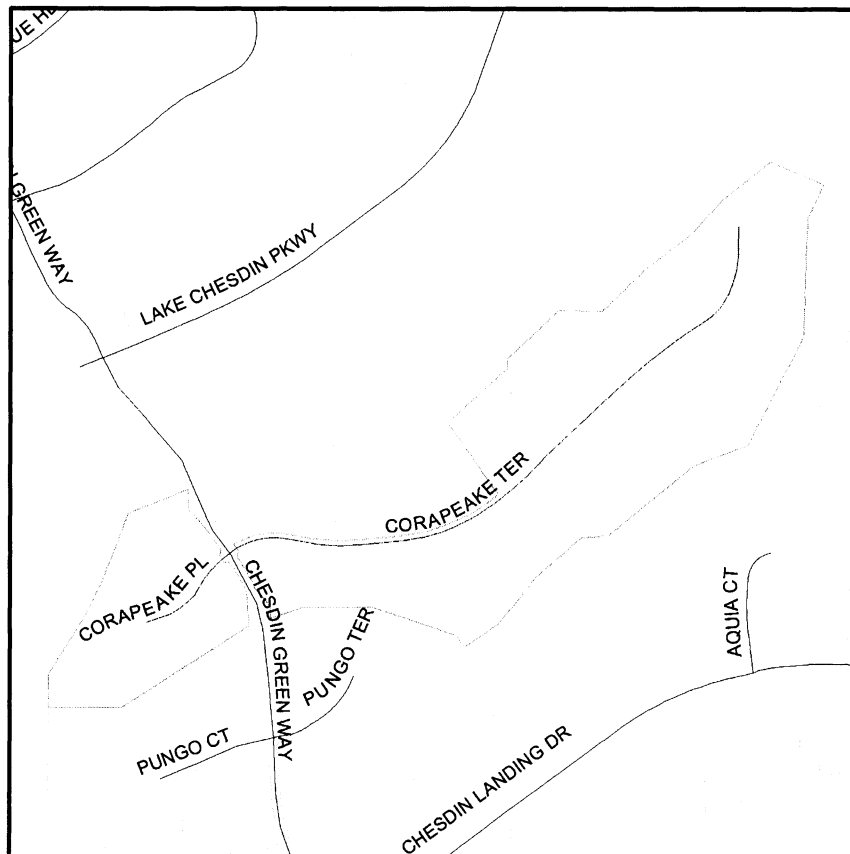 GREEN WAY
LAKE CHESDIN PKWY
CORAPEAKE TER
CORAPEAKE PL
CHESDIN GREEN WAY
AQUIA CT
PUNGO TER
PUNGO CT
CHESDIN LANDING DR